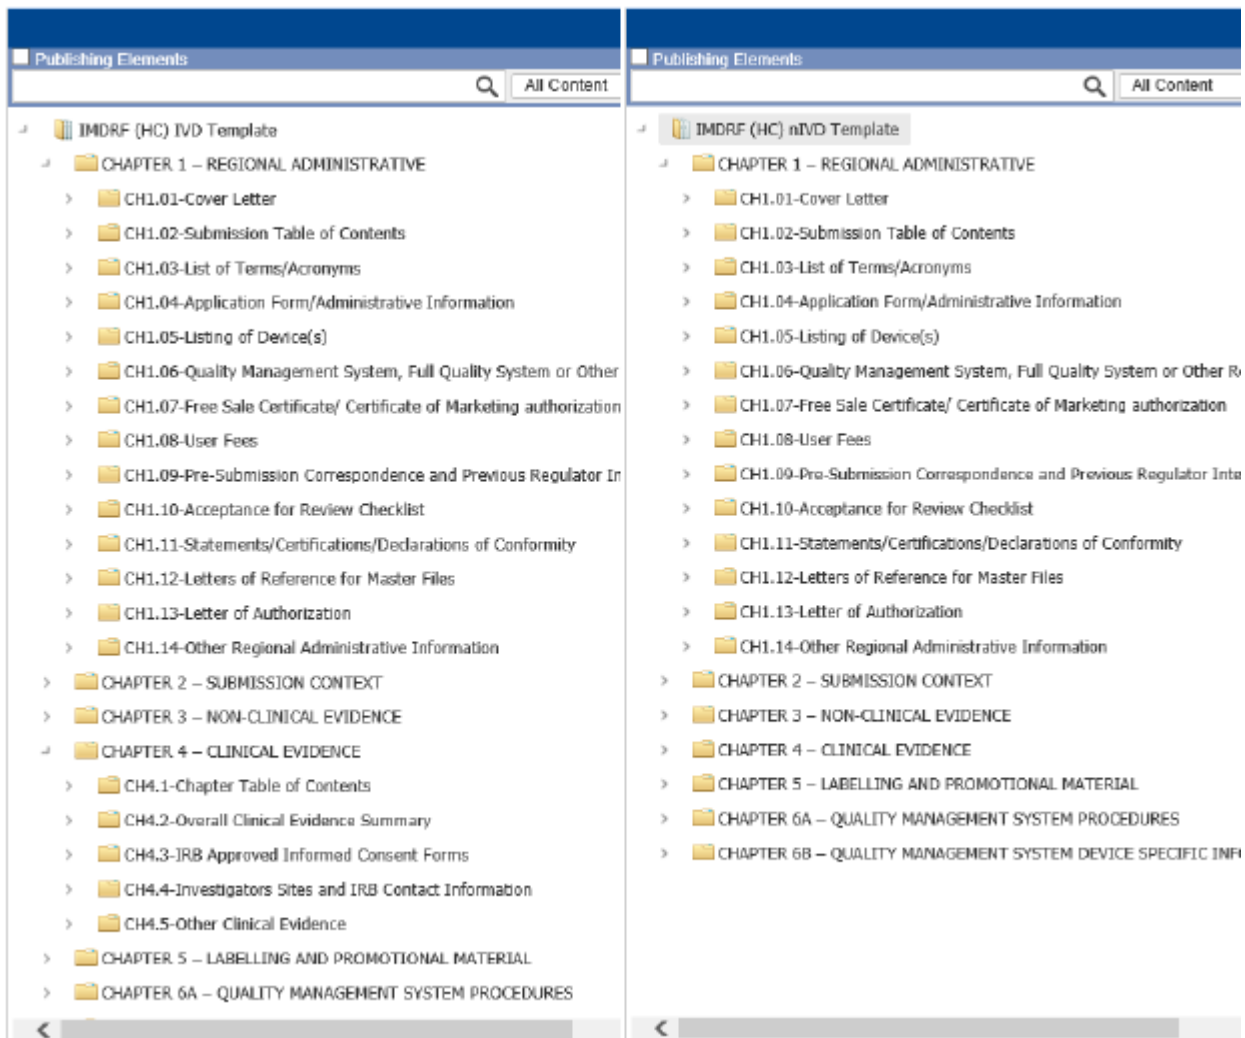 Publishing Elements
All Content
IMDRF (HC) IVD Template
CHAPTER 1 – REGIONAL ADMINISTRATIVE
CH1.01-Cover Letter
CH1.02-Submission Table of Contents
CH1.03-List of Terms/Acronyms
CH1.04-Application Form/Administrative Information
CH1.05-Listing of Device(s)
CH1.06-Quality Management System, Full Quality System or Other
CH1.07-Free Sale Certificate/ Certificate of Marketing authorization
CH1.08-User Fees
CH1.09-Pre-Submission Correspondence and Previous Regulator In
CH1.10-Acceptance for Review Checklist
CH1.11-Statements/Certifications/Declarations of Conformity
CH1.12-Letters of Reference for Master Files
CH1.13-Letter of Authorization
CH1.14-Other Regional Administrative Information
CHAPTER 2 – SUBMISSION CONTEXT
CHAPTER 3 – NON-CLINICAL EVIDENCE
CHAPTER 4 – CLINICAL EVIDENCE
CH4.1-Chapter Table of Contents
CH4.2-Overall Clinical Evidence Summary
CH4.3-IRB Approved Informed Consent Forms
CH4.4-Investigators Sites and IRB Contact Information
CH4.5-Other Clinical Evidence
CHAPTER 5 – LABELLING AND PROMOTIONAL MATERIAL
CHAPTER 6A – QUALITY MANAGEMENT SYSTEM PROCEDURES
Publishing Elements
All Content
IMDRF (HC) nIVD Template
CHAPTER 1 – REGIONAL ADMINISTRATIVE
CH1.01-Cover Letter
CH1.02-Submission Table of Contents
CH1.03-List of Terms/Acronyms
CH1.04-Application Form/Administrative Information
CH1.05-Listing of Device(s)
CH1.06-Quality Management System, Full Quality System or Other R
CH1.07-Free Sale Certificate/ Certificate of Marketing authorization
CH1.08-User Fees
CH1.09-Pre-Submission Correspondence and Previous Regulator Inte
CH1.10-Acceptance for Review Checklist
CH1.11-Statements/Certifications/Declarations of Conformity
CH1.12-Letters of Reference for Master Files
CH1.13-Letter of Authorization
CH1.14-Other Regional Administrative Information
CHAPTER 2 – SUBMISSION CONTEXT
CHAPTER 3 – NON-CLINICAL EVIDENCE
CHAPTER 4 – CLINICAL EVIDENCE
CHAPTER 5 – LABELLING AND PROMOTIONAL MATERIAL
CHAPTER 6A – QUALITY MANAGEMENT SYSTEM PROCEDURES
CHAPTER 6B – QUALITY MANAGEMENT SYSTEM DEVICE SPECIFIC INF